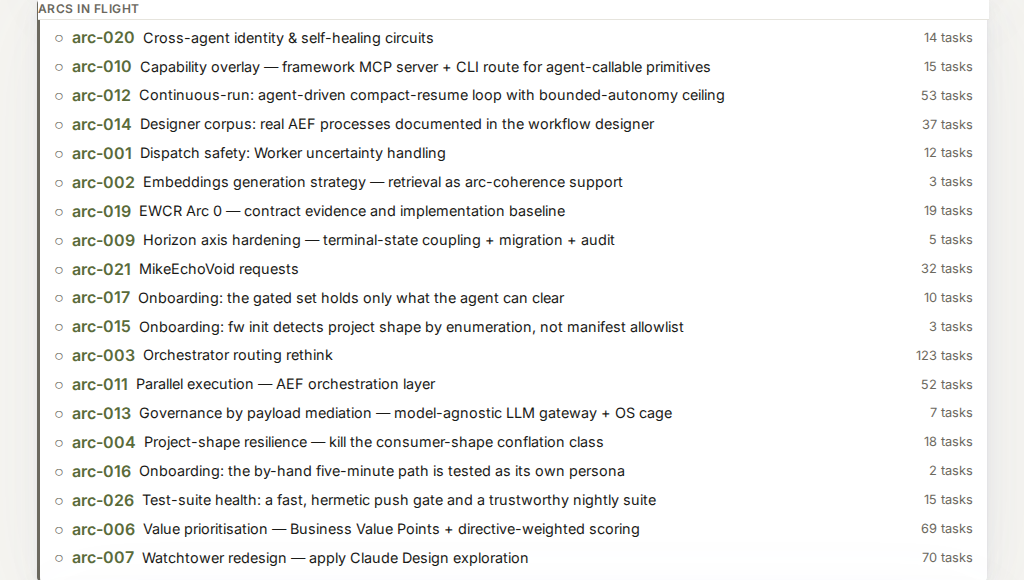 ARCS IN FLIGHT
arc-020 Cross-agent identity & self-healing circuits 14 tasks
arc-010 Capability overlay — framework MCP server + CLI route for agent-callable primitives 15 tasks
arc-012 Continuous-run: agent-driven compact-resume loop with bounded-autonomy ceiling 53 tasks
arc-014 Designer corpus: real AEF processes documented in the workflow designer 37 tasks
arc-001 Dispatch safety: Worker uncertainty handling 12 tasks
arc-002 Embeddings generation strategy — retrieval as arc-coherence support 3 tasks
arc-019 EWCR Arc 0 — contract evidence and implementation baseline 19 tasks
arc-009 Horizon axis hardening — terminal-state coupling + migration + audit 5 tasks
arc-021 MikeEchoVoid requests 32 tasks
arc-017 Onboarding: the gated set holds only what the agent can clear 10 tasks
arc-015 Onboarding: fw init detects project shape by enumeration, not manifest allowlist 3 tasks
arc-003 Orchestrator routing rethink 123 tasks
arc-011 Parallel execution — AEF orchestration layer 52 tasks
arc-013 Governance by payload mediation — model-agnostic LLM gateway + OS cage 7 tasks
arc-004 Project-shape resilience — kill the consumer-shape conflation class 18 tasks
arc-016 Onboarding: the by-hand five-minute path is tested as its own persona 2 tasks
arc-026 Test-suite health: a fast, hermetic push gate and a trustworthy nightly suite 15 tasks
arc-006 Value prioritisation — Business Value Points + directive-weighted scoring 69 tasks
arc-007 Watchtower redesign — apply Claude Design exploration 70 tasks